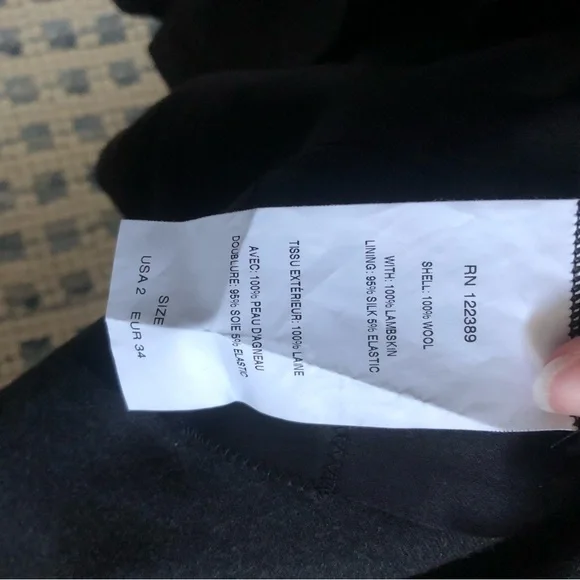 RN 122389
SHELL: 100% WOOL
WITH: 100% LAMBSKIN
LINING: 95% SILK 5% ELASTIC
TISSU EXTÉRIEUR: 100% LAINE
AVEC: 100% PEAU D'AGNEAU
DOUBLURE: 95% SOIE 5% ELASTIC
SIZE
USA 2 EUR 34